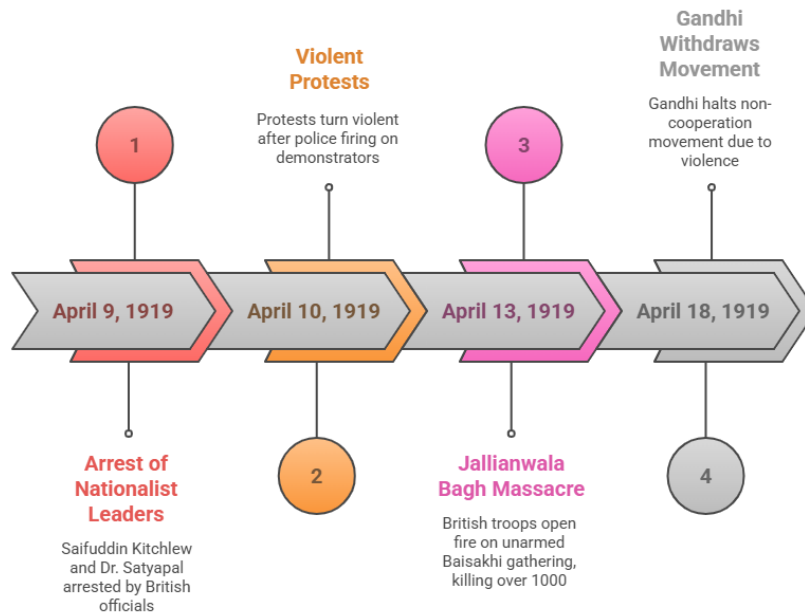 1
April 9, 1919
Arrest of
Nationalist
Leaders
Saifuddin Kitchlew
and Dr. Satyapal
arrested by British
officials
Violent
Protests
Protests turn violent
after police firing on
demonstrators
April 10, 1919
2
3
April 13, 1919
Jallianwala
Bagh Massacre
British troops open
fire on unarmed
Baisakhi gathering,
killing over 1000
Gandhi
Withdraws
Movement
Gandhi halts non-
cooperation
movement due to
violence
April 18, 1919
4